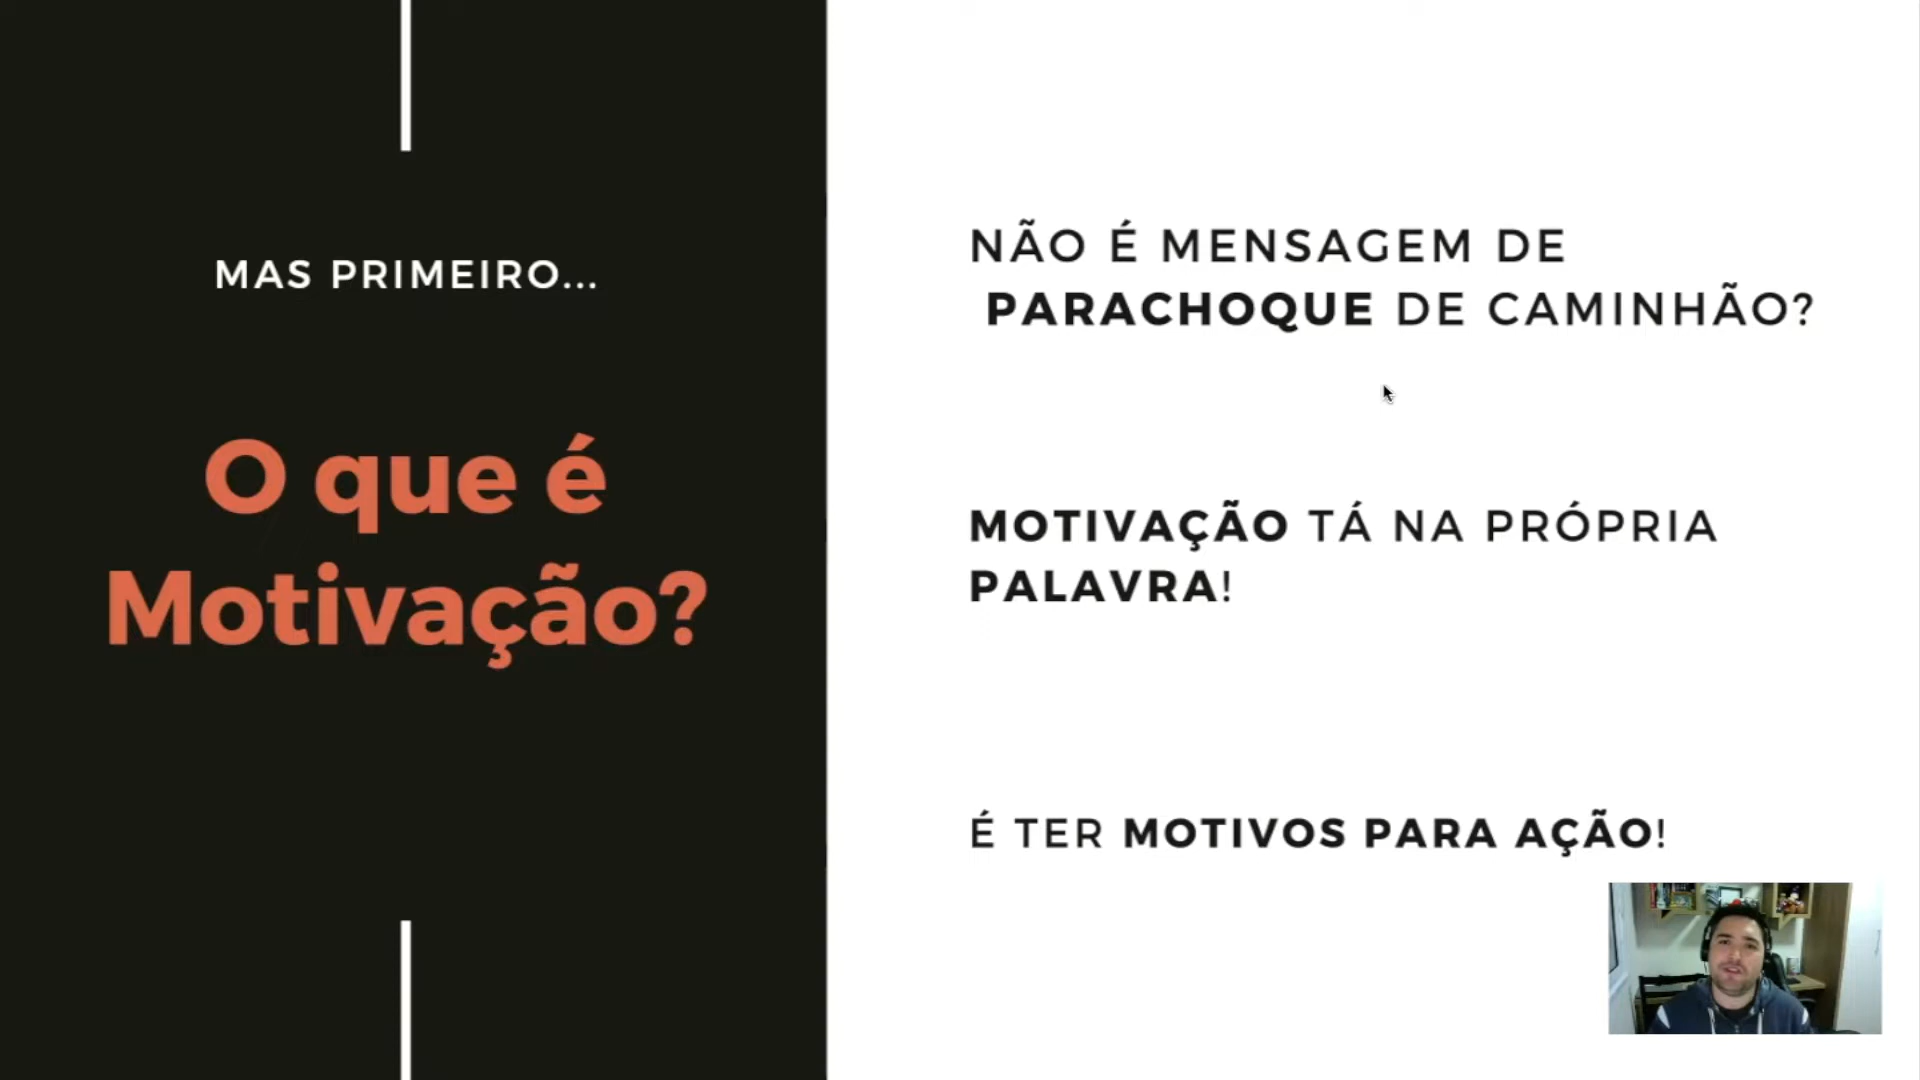 MAS PRIMEIRO...
O que é
Motivação?
NÃO É MENSAGEM DE
PARACHOQUE DE CAMINHÃO?
MOTIVAÇÃO TÁ NA PRÓPRIA
PALAVRA!
É TER MOTIVOS PARA AÇÃO!